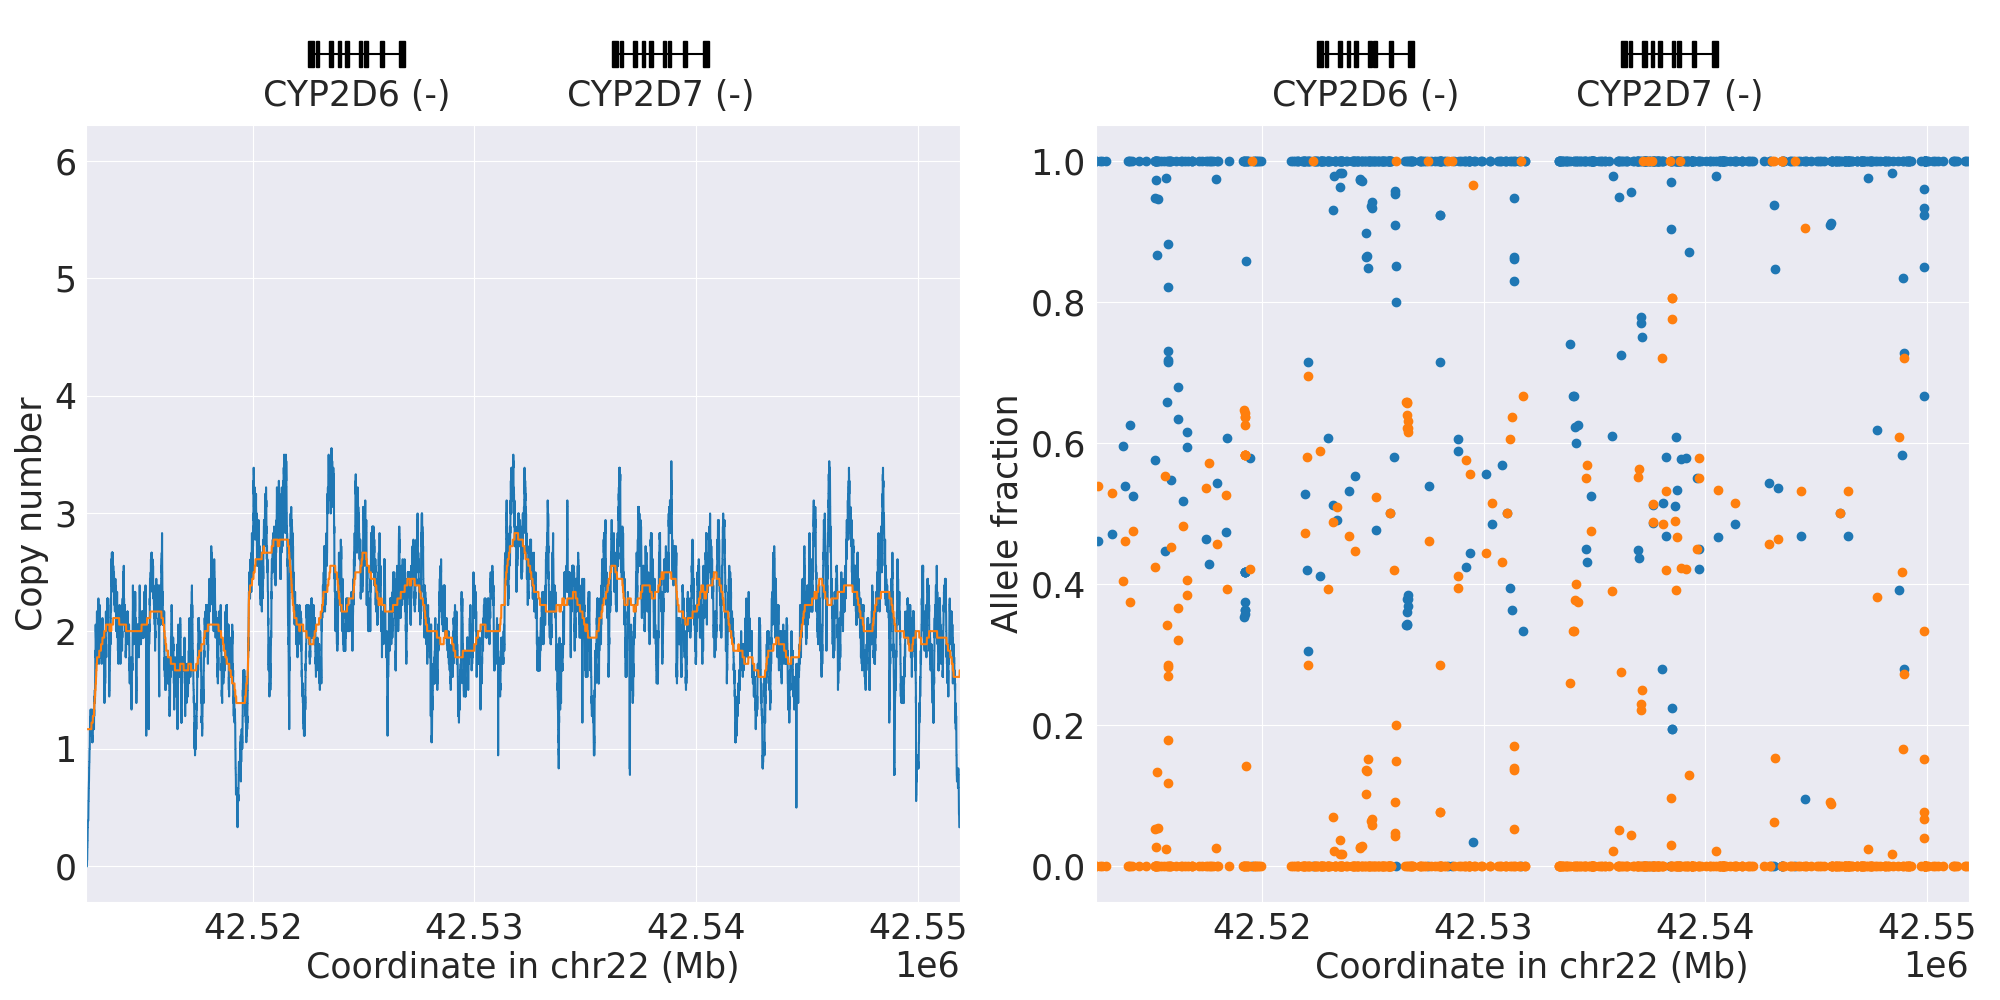 CYP2D6 (-)
CYP2D7 (-)
6
5
4
3
2
1
0
Copy number
42.52
42.53
42.54
42.55
Coordinate in chr22 (Mb)
1e6
CYP2D6 (-)
CYP2D7 (-)
1.0
0.8
0.6
0.4
0.2
0.0
Allele fraction
42.52
42.53
42.54
42.55
Coordinate in chr22 (Mb)
1e6